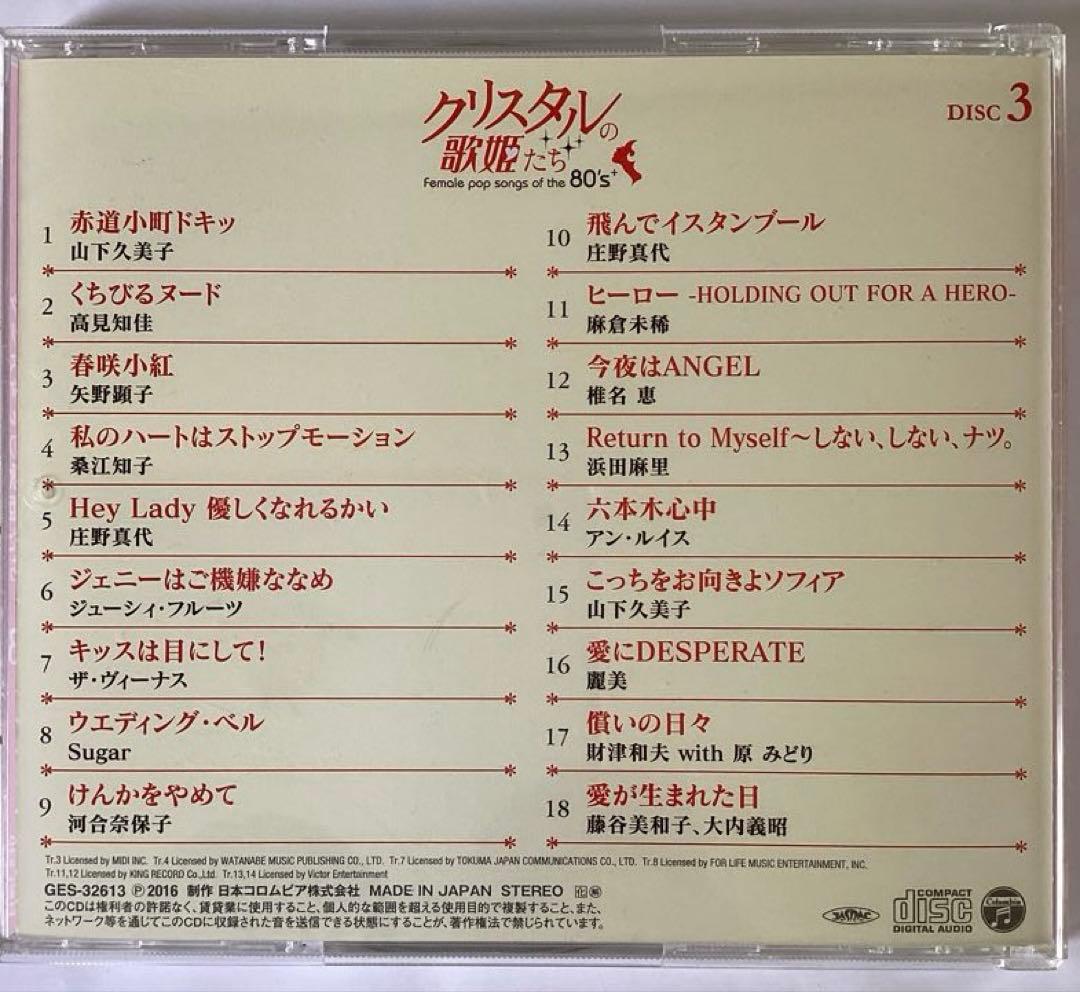 クリスタルの
歌姫たち
Female pop songs of the 80's+
DISC 3
1 赤道小町ドキッ
山下久美子
2 くちびるヌード
高見知佳
3 春咲小紅
矢野顕子
4 私のハートはストップモーション
桑江知子
5 Hey Lady 優しくなれるかい
庄野真代
6 ジェニーはご機嫌ななめ
ジューシィ・フルーツ
7 キッスは目にして!
ザ・ヴィーナス
8 ウエディング・ベル
Sugar
9 けんかをやめて
河合奈保子
10 飛んでイスタンブール
庄野真代
11 ヒーロー -HOLDING OUT FOR A HERO-
麻倉未稀
12 今夜はANGEL
椎名 恵
13 Return to Myself〜しない、しない、ナツ。
浜田麻里
14 六本木心中
アン・ルイス
15 こっちをお向きよソフィア
山下久美子
16 愛にDESPERATE
麗美
17 償いの日々
財津和夫 with 原 みどり
18 愛が生まれた日
藤谷美和子、大内義昭
Tr.3 Licensed by MIDI INC. Tr.4 Licensed by WATANABE MUSIC PUBLISHING CO., LTD. Tr.7 Licensed by TOKUMA JAPAN COMMUNICATIONS CO., LTD. Tr.8 Licensed by FOR LIFE MUSIC ENTERTAINMENT, INC.
Tr.11,12 Licensed by KING RECORD Co.,Ltd. Tr.13,14 Licensed by Victor Entertainment
GES-32613 Ⓟ2016 制作 日本コロムビア株式会社 MADE IN JAPAN STEREO
このCDは権利者の許諾なく、賃貸業に使用すること、個人的な範囲を超える使用目的で複製すること、また、
ネットワーク等を通じてこのCDに収録された音を送信できる状態にすることが、著作権法で禁じられています。
JASRAC
COMPACT
disc
DIGITAL AUDIO
Columbia